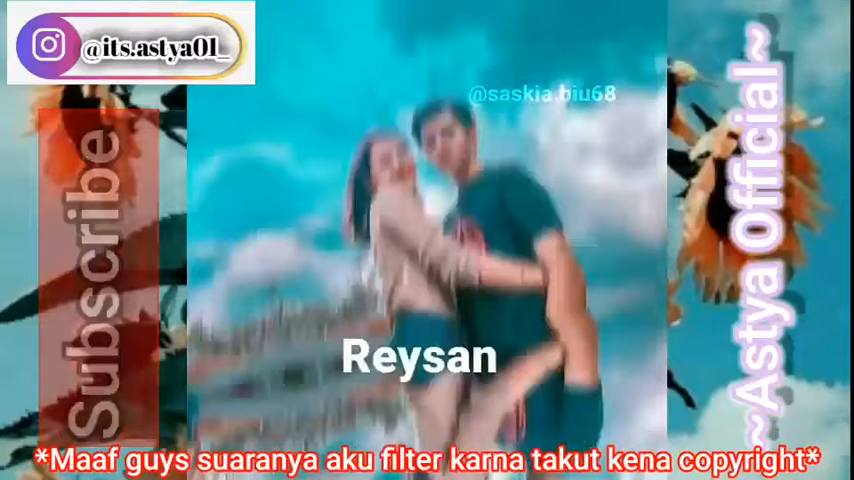 @its.astya01_
@saskia.biu68
Subscribe
~Astya Official~
Reysan
*Maaf guys suaranya aku filter karna takut kena copyright*